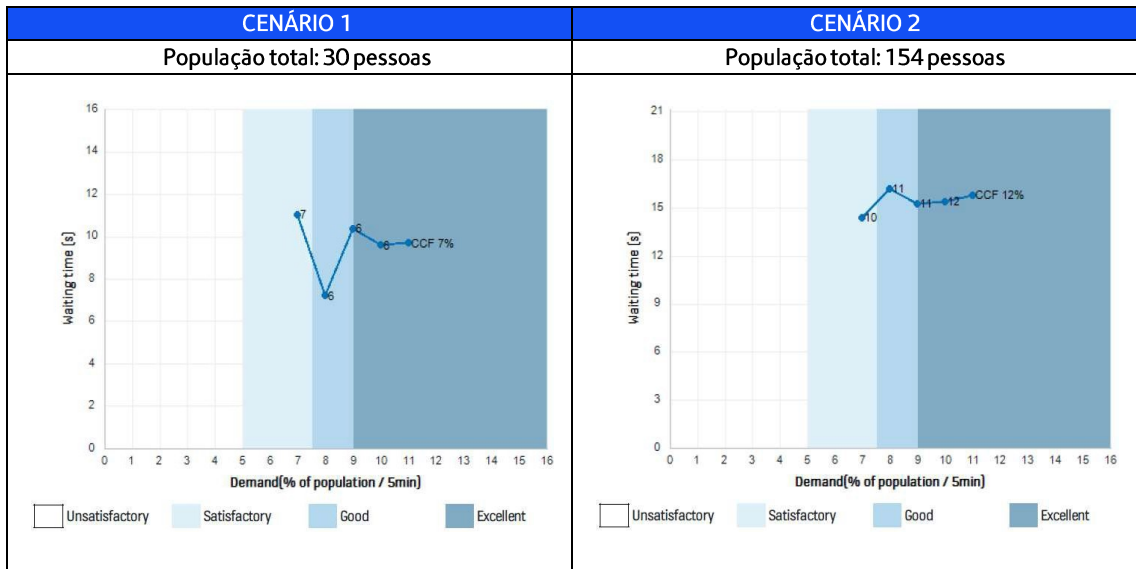 CENÁRIO 1
População total: 30 pessoas
16
14
12
10
8
6
4
2
0
Waiting time [s]
7
6
6
6
CCF 7%
0 1 2 3 4 5 6 7 8 9 10 11 12 13 14 15 16
Demand[% of population / 5min]
Unsatisfactory Satisfactory Good Excellent
CENÁRIO 2
População total: 154 pessoas
21
18
15
12
9
6
3
0
Waiting time [s]
10
11
11
12
CCF 12%
0 1 2 3 4 5 6 7 8 9 10 11 12 13 14 15 16
Demand[% of population / 5min]
Unsatisfactory Satisfactory Good Excellent